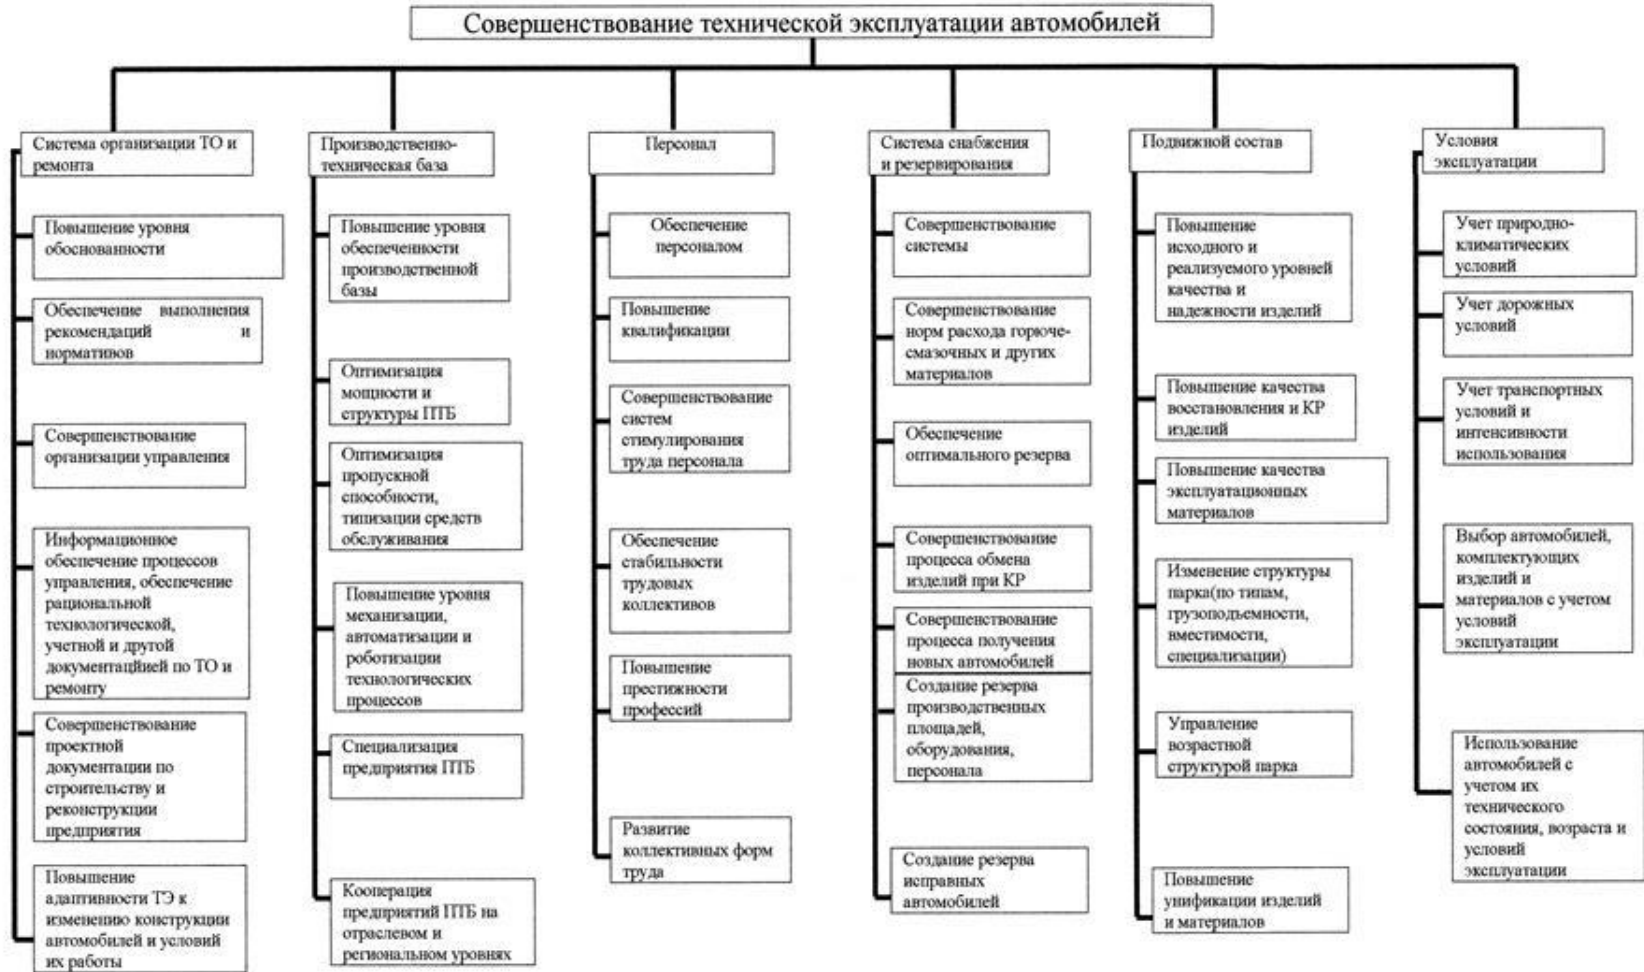 Совершенствование технической эксплуатации автомобилей
Система организации ТО и
ремонта
Повышение уровня
обоснованности
Обеспечение выполнения
рекомендаций и
нормативов
Совершенствование
организации управления
Информационное
обеспечение процессов
управления, обеспечение
рациональной
технологической,
учетной и другой
документаціией по ТО и
ремонту
Совершенствование
проектной
документации по
строительству и
реконструкции
предприятия
Повышение
адаптивности ТЭ к
изменению конструкции
автомобилей и условий
их работы
Производственно-
техническая база
Повышение уровня
обеспеченности
производственной
базы
Оптимизация
мощности и
структуры ПТБ
Оптимизация
пропускной
способности,
типизации средств
обслуживания
Повышение уровня
механизации,
автоматизации и
роботизации
технологических
процессов
Специализация
предприятия ПТБ
Кооперация
предприятий ПТБ на
отраслевом и
региональном уровнях
Персонал
Обеспечение
персоналом
Повышение
квалификации
Совершенствование
систем
стимулирования
труда персонала
Обеспечение
стабильности
трудовых
коллективов
Повышение
престижности
профессий
Развитие
коллективных форм
труда
Система снабжения
и резервирования
Совершенствование
системы
Совершенствование
норм расхода горюче-
смазочных и других
материалов
Обеспечение
оптимального резерва
Совершенствование
процесса обмена
изделий при КР
Совершенствование
процесса получения
новых автомобилей
Создание резерва
производственных
площадей,
оборудования,
персонала
Создание резерва
исправных
автомобилей
Подвижной состав
Повышение
исходного и
реализуемого уровней
качества и
надежности изделий
Повышение качества
восстановления и КР
изделий
Повышение качества
эксплуатационных
материалов
Изменение структуры
парка(по типам,
грузоподъемности,
вместимости,
специализации)
Управление
возрастной
структурой парка
Повышение
унификации изделий
и материалов
Условия
эксплуатации
Учет природно-
климатических
условий
Учет дорожных
условий
Учет транспортных
условий и
интенсивности
использования
Выбор автомобилей,
комплектующих
изделий и
материалов с учетом
условий
эксплуатации
Использование
автомобилей с
учетом их
технического
состояния, возраста и
условий
эксплуатации